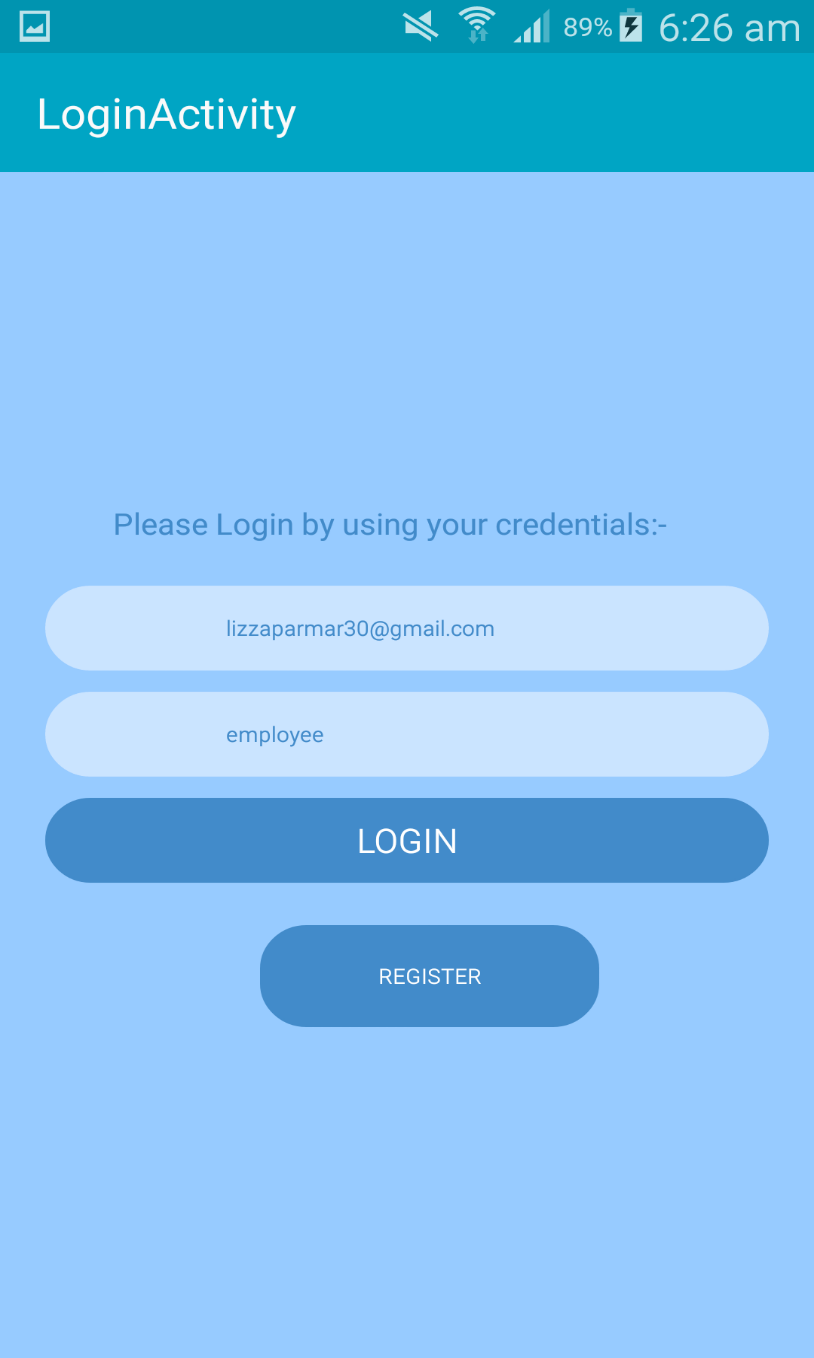 89% 6:26 am
LoginActivity
Please Login by using your credentials:-
lizzaparmar30@gmail.com
employee
LOGIN
REGISTER